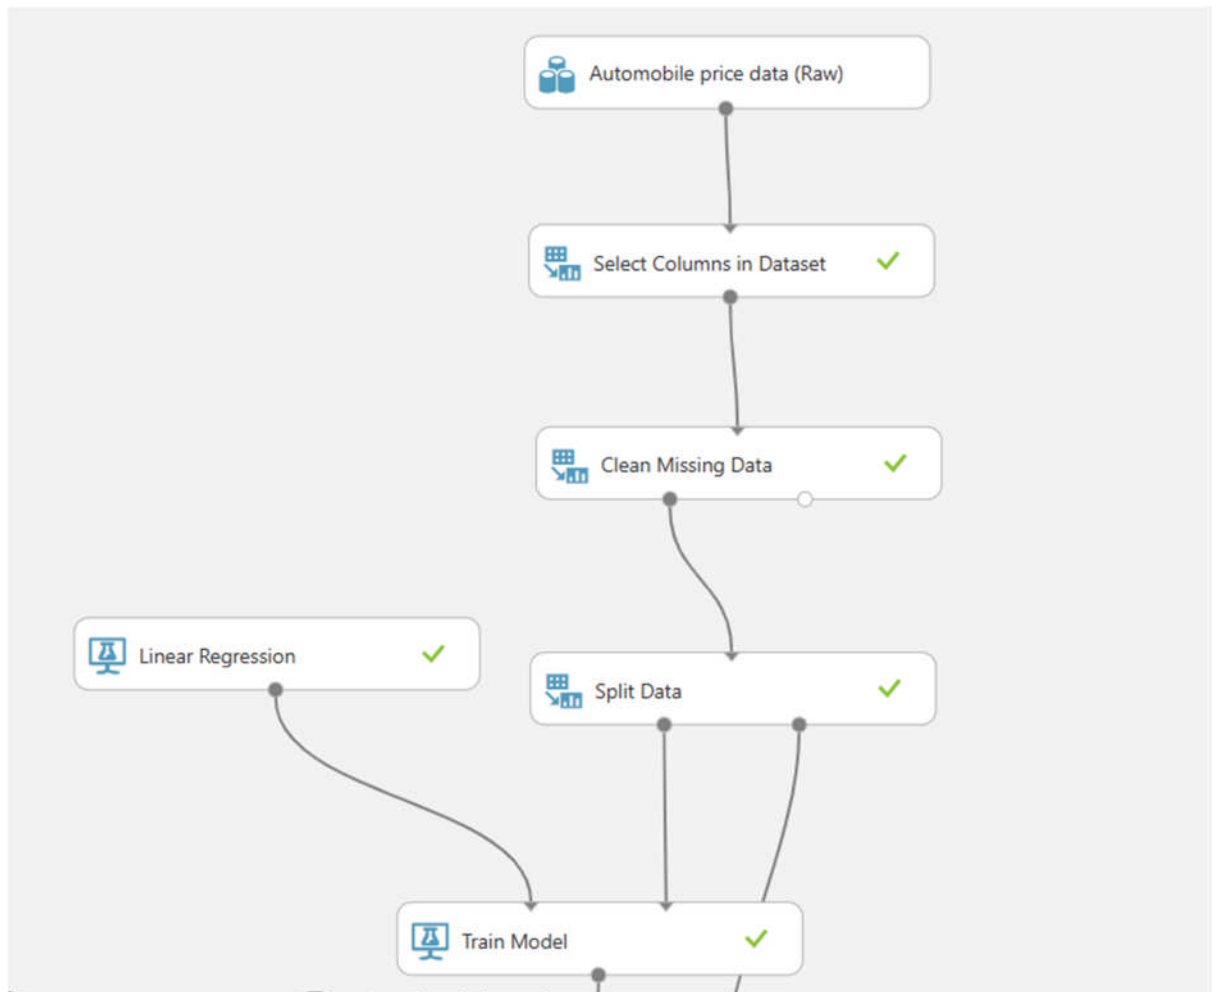 Automobile price data (Raw)
Select Columns in Dataset
Clean Missing Data
Linear Regression
Split Data
Train Model